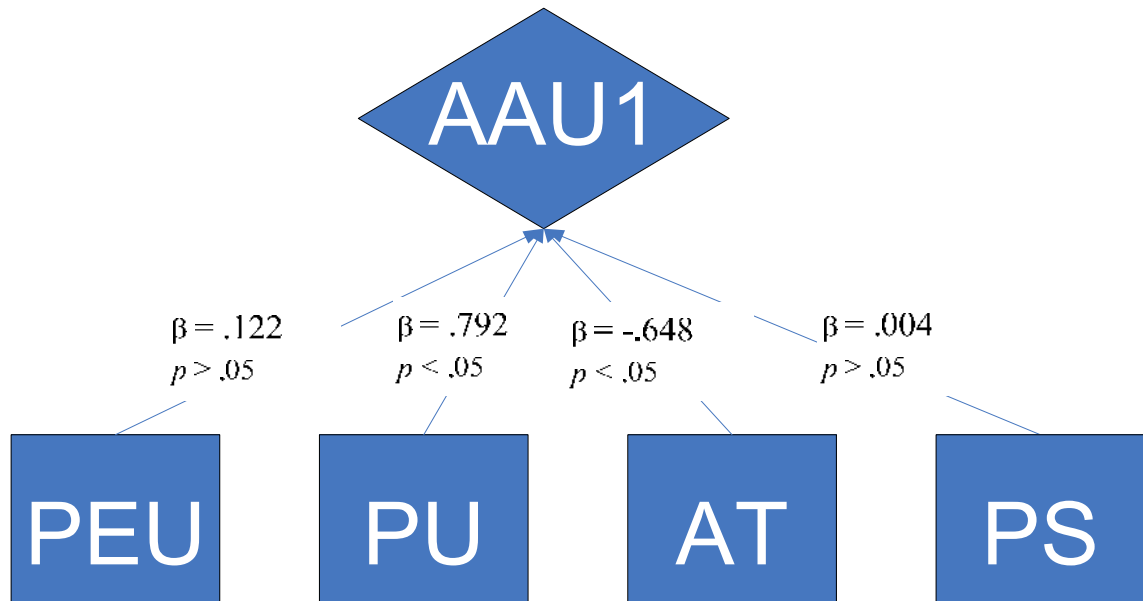 AAU1
β = .122
p > .05
β = .792
p < .05
β = -.648
p < .05
β = .004
p > .05
PEU
PU
AT
PS